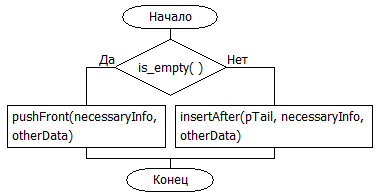 Начало
Да
Нет
is_empty( )
pushFront(necessaryInfo,
otherData)
insertAfter(pTail, necessaryInfo,
otherData)
Конец